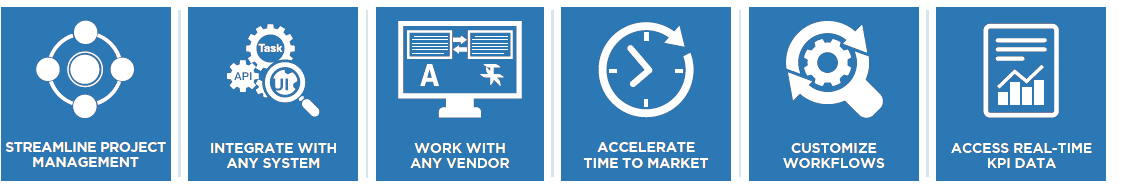 STREAMLINE PROJECT
MANAGEMENT
Task
API
UI
INTEGRATE WITH
ANY SYSTEM
A
WORK WITH
ANY VENDOR
ACCELERATE
TIME TO MARKET
CUSTOMIZE
WORKFLOWS
ACCESS REAL-TIME
KPI DATA